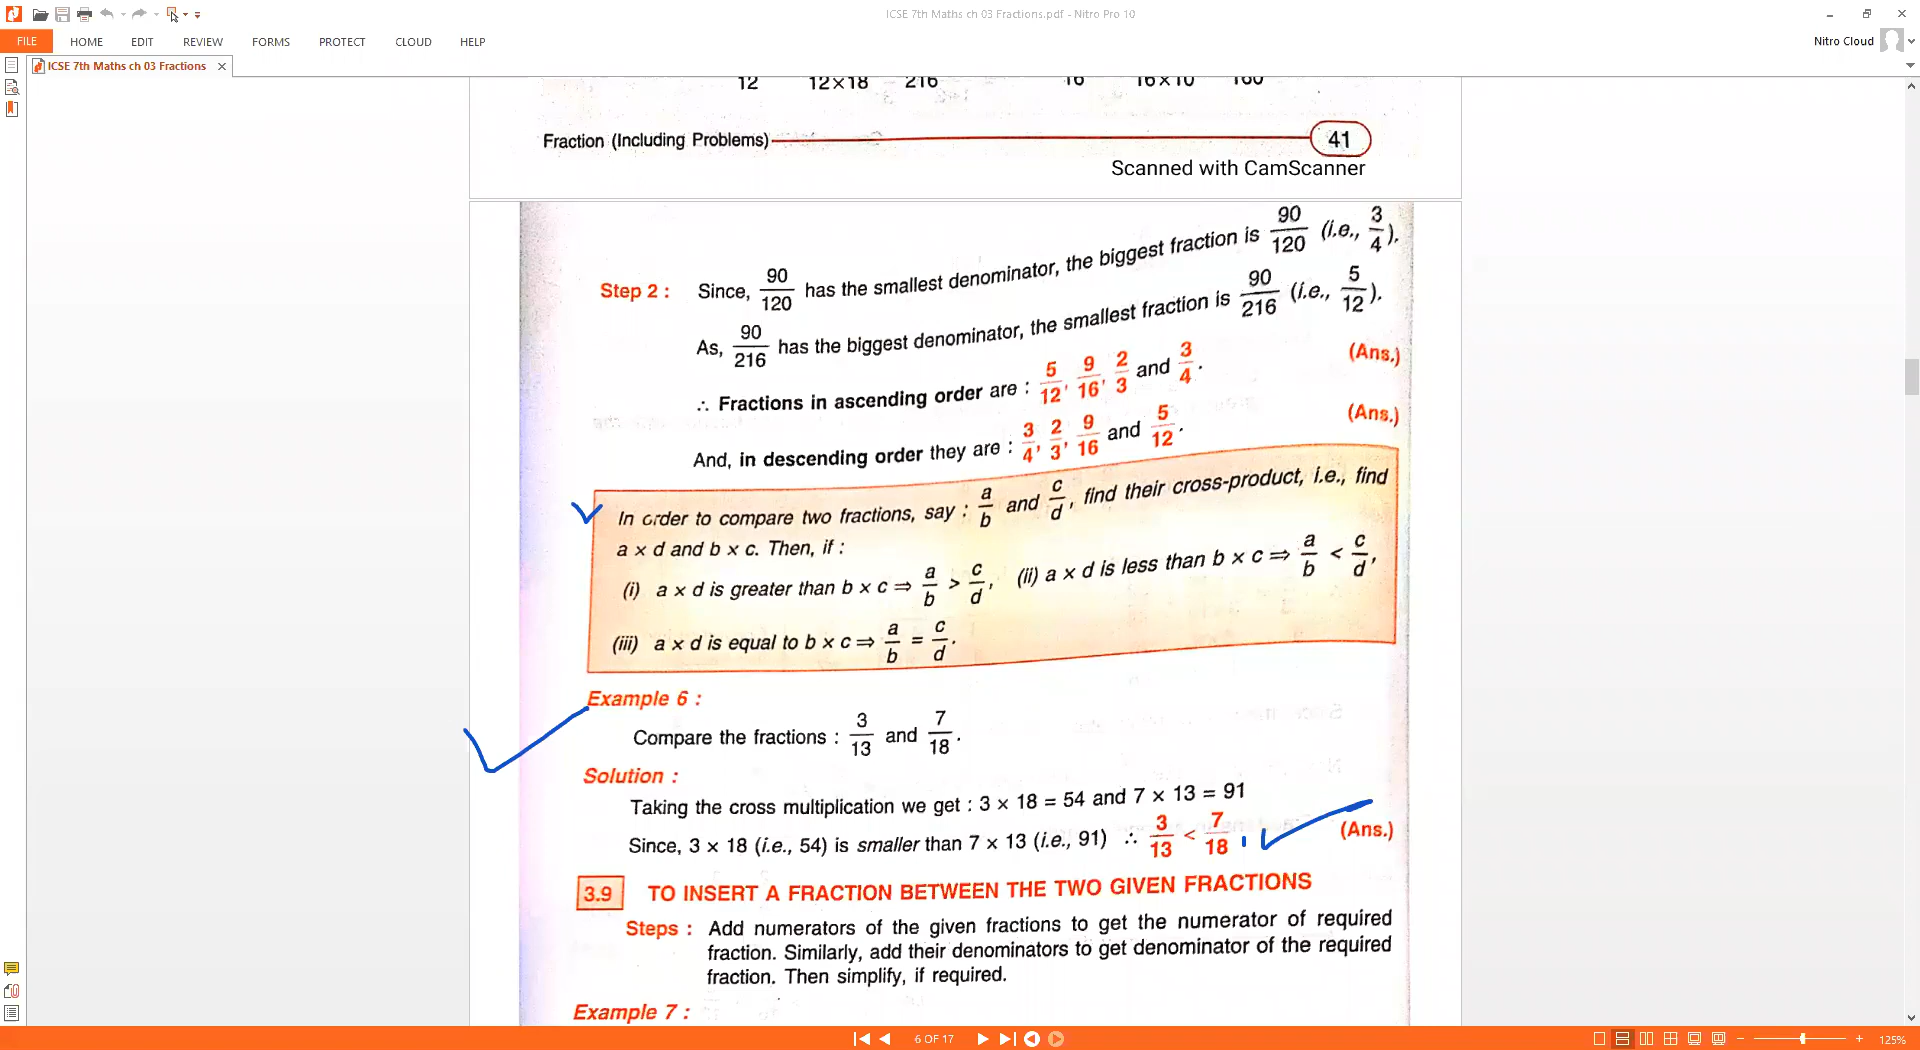 ICSE 7th Maths ch 03 Fractions.pdf - Nitro Pro 10
FILE HOME EDIT REVIEW FORMS PROTECT CLOUD HELP
Nitro Cloud
ICSE 7th Maths ch 03 Fractions
12 12×18 216 16 16×10 160
Fraction (Including Problems) 41
Scanned with CamScanner
Step 2 : Since, 90/120 has the smallest denominator, the biggest fraction is 90/120 (i.e., 3/4).
As, 90/216 has the biggest denominator, the smallest fraction is 90/216 (i.e., 5/12).
∴ Fractions in ascending order are : 5/12, 9/16, 2/3 and 3/4. (Ans.)
And, in descending order they are : 3/4, 2/3, 9/16 and 5/12. (Ans.)
In order to compare two fractions, say : a/b and c/d, find their cross-product, i.e., find
a × d and b × c. Then, if :
(i) a × d is greater than b × c ⇒ a/b > c/d, (ii) a × d is less than b × c ⇒ a/b < c/d,
(iii) a × d is equal to b × c ⇒ a/b = c/d.
Example 6 :
Compare the fractions : 3/13 and 7/18.
Solution :
Taking the cross multiplication we get : 3 × 18 = 54 and 7 × 13 = 91
Since, 3 × 18 (i.e., 54) is smaller than 7 × 13 (i.e., 91) ∴ 3/13 < 7/18 (Ans.)
3.9 TO INSERT A FRACTION BETWEEN THE TWO GIVEN FRACTIONS
Steps : Add numerators of the given fractions to get the numerator of required
fraction. Similarly, add their denominators to get denominator of the required
fraction. Then simplify, if required.
Example 7 :
6 OF 17
125%